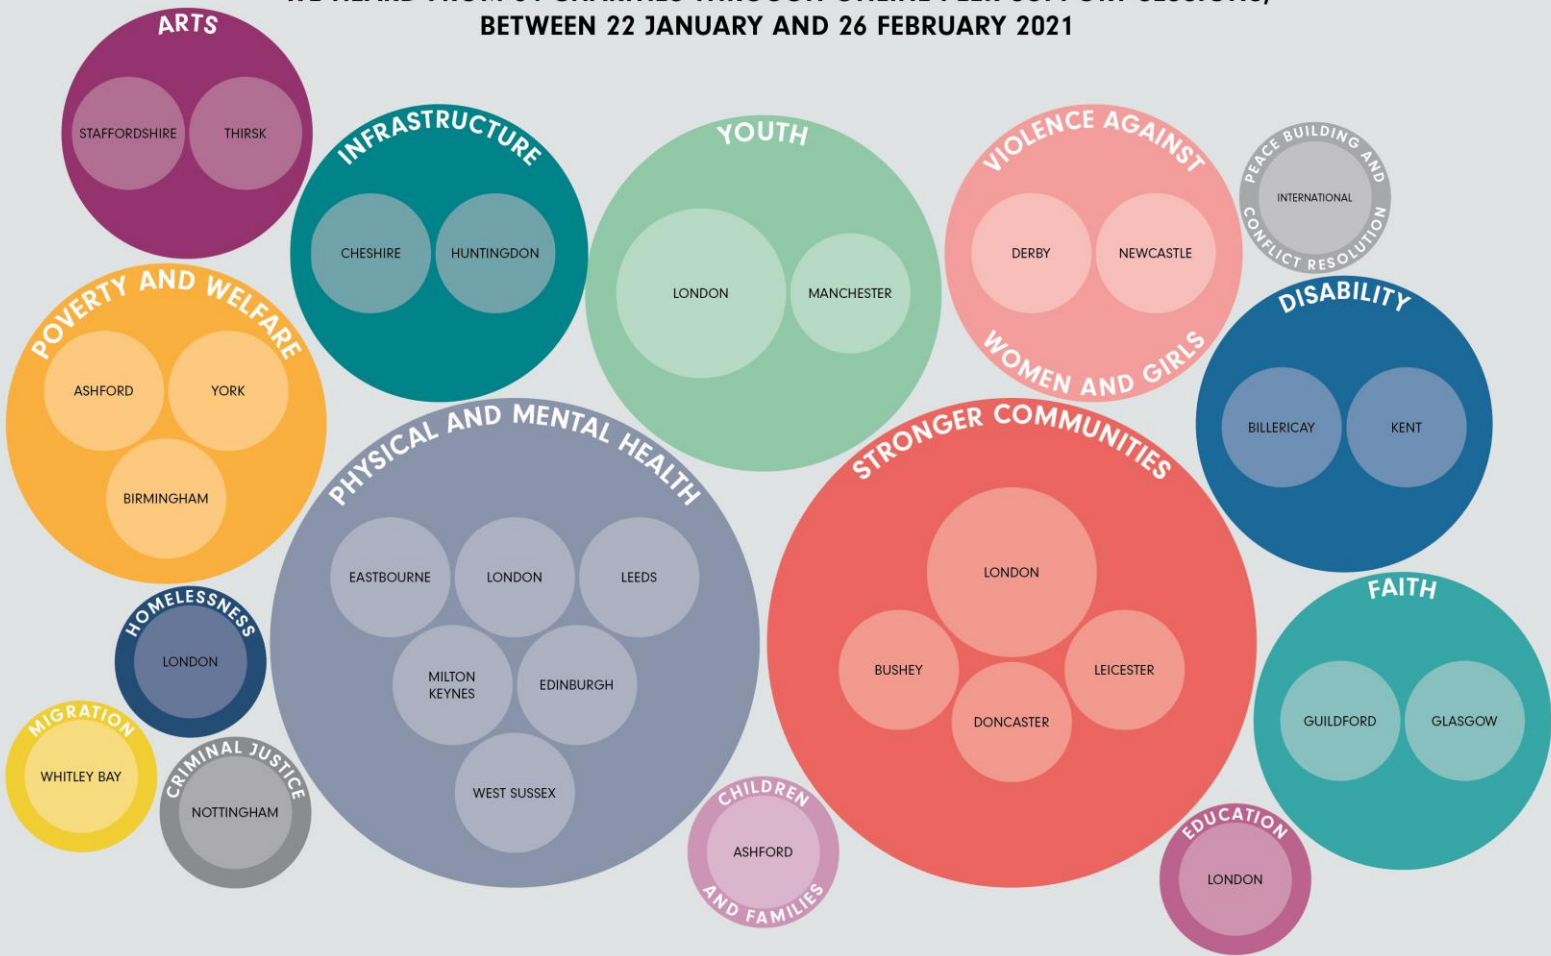 BETWEEN 22 JANUARY AND 26 FEBRUARY 2021
ARTS
STAFFORDSHIRE
THIRSK
INFRASTRUCTURE
CHESHIRE
HUNTINGDON
YOUTH
LONDON
MANCHESTER
VIOLENCE AGAINST
WOMEN AND GIRLS
DERBY
NEWCASTLE
PEACE BUILDING AND
CONFLICT RESOLUTION
INTERNATIONAL
POVERTY AND WELFARE
ASHFORD
YORK
BIRMINGHAM
DISABILITY
BILLERICAY
KENT
PHYSICAL AND MENTAL HEALTH
EASTBOURNE
LONDON
LEEDS
MILTON
KEYNES
EDINBURGH
WEST SUSSEX
STRONGER COMMUNITIES
LONDON
BUSHEY
LEICESTER
DONCASTER
HOMELESSNESS
LONDON
FAITH
GUILDFORD
GLASGOW
MIGRATION
WHITLEY BAY
CRIMINAL JUSTICE
NOTTINGHAM
CHILDREN
AND FAMILIES
ASHFORD
EDUCATION
LONDON